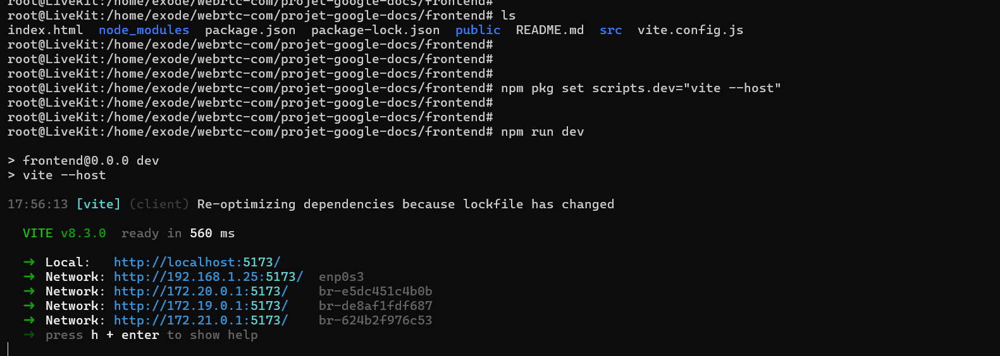 root@LiveKit:/home/exode/webrtc-com/projet-google-docs/frontend#
root@LiveKit:/home/exode/webrtc-com/projet-google-docs/frontend# ls
index.html  node_modules  package.json  package-lock.json  public  README.md  src  vite.config.js
root@LiveKit:/home/exode/webrtc-com/projet-google-docs/frontend#
root@LiveKit:/home/exode/webrtc-com/projet-google-docs/frontend#
root@LiveKit:/home/exode/webrtc-com/projet-google-docs/frontend#
root@LiveKit:/home/exode/webrtc-com/projet-google-docs/frontend# npm pkg set scripts.dev="vite --host"
root@LiveKit:/home/exode/webrtc-com/projet-google-docs/frontend#
root@LiveKit:/home/exode/webrtc-com/projet-google-docs/frontend#
root@LiveKit:/home/exode/webrtc-com/projet-google-docs/frontend# npm run dev
> frontend@0.0.0 dev
> vite --host
17:56:13 [vite] (client) Re-optimizing dependencies because lockfile has changed
VITE v8.3.0  ready in 560 ms
➜  Local:   http://localhost:5173/
➜  Network: http://192.168.1.25:5173/  enp0s3
➜  Network: http://172.20.0.1:5173/    br-e5dc451c4b0b
➜  Network: http://172.19.0.1:5173/    br-de8af1fdf687
➜  Network: http://172.21.0.1:5173/    br-624b2f976c53
➜  press h + enter to show help